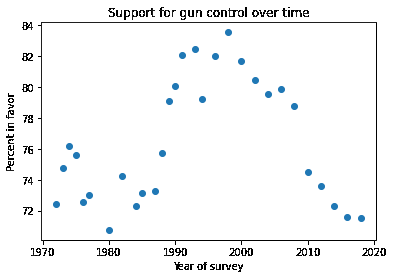 Support for gun control over time
84
82
80
78
76
74
72
Percent in favor
1970 1980 1990 2000 2010 2020
Year of survey